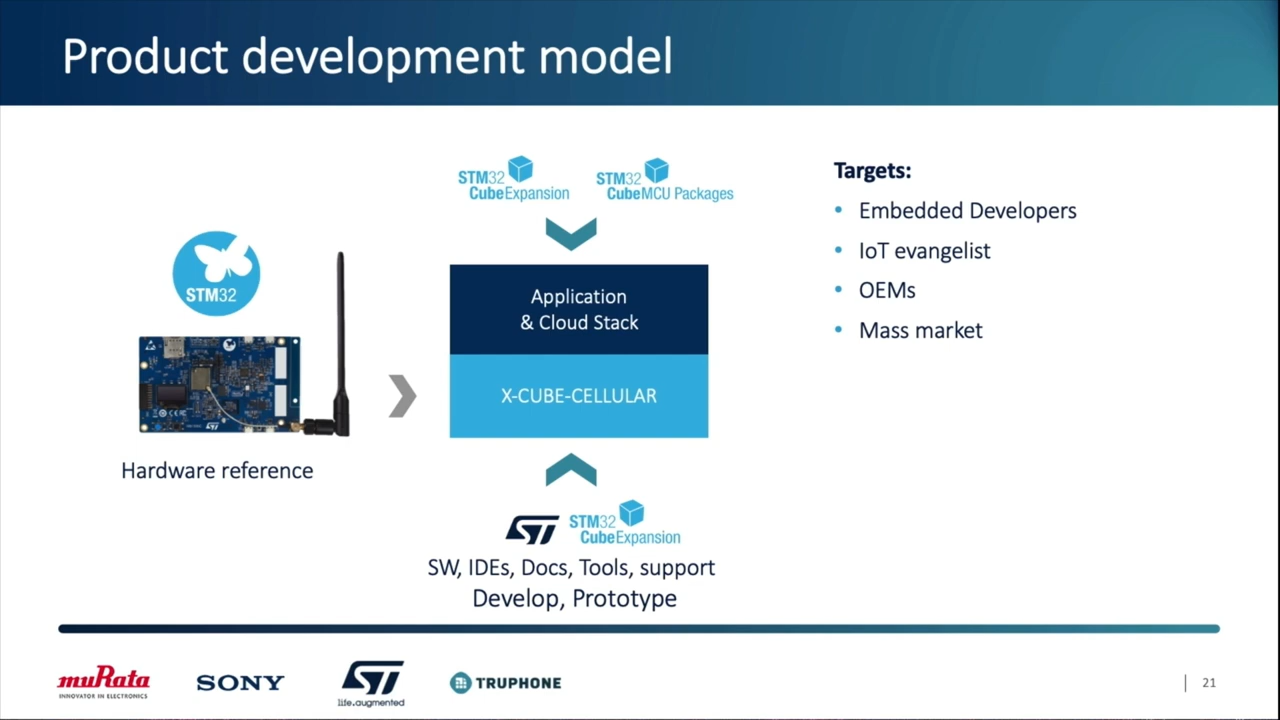 Product development model
STM32
CubeExpansion
STM32
CubeMCU Packages
Targets:
• Embedded Developers
• IoT evangelist
• OEMs
• Mass market
STM32
Application
& Cloud Stack
X-CUBE-CELLULAR
Hardware reference
ST
STM32
CubeExpansion
SW, IDEs, Docs, Tools, support
Develop, Prototype
muRata
INNOVATOR IN ELECTRONICS
SONY
ST
life.augmented
TRUPHONE
21